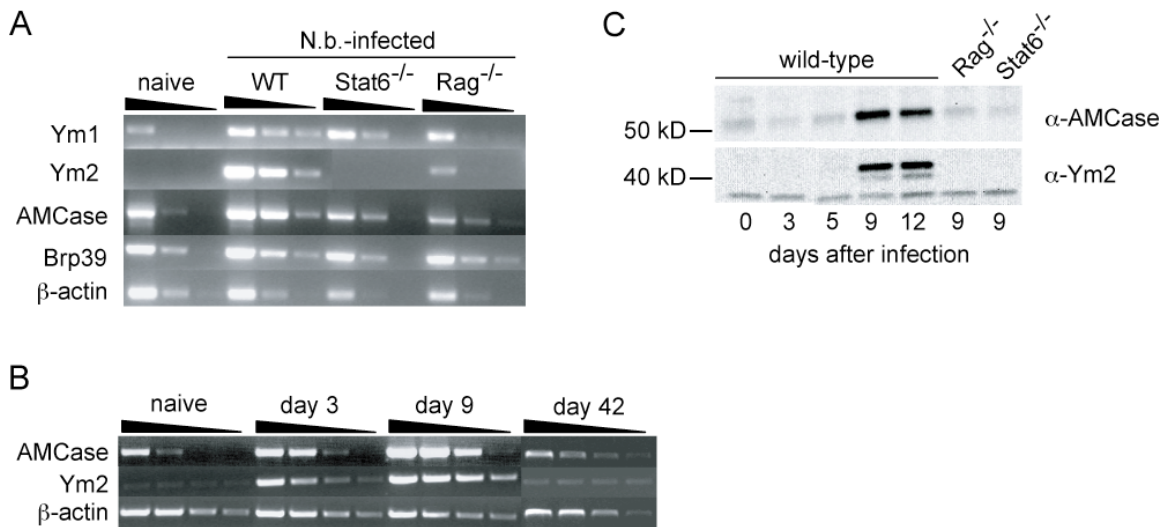 A
N.b.-infected
naive WT Stat6-/- Rag-/-
Ym1
Ym2
AMCase
Brp39
β-actin
C
wild-type Rag-/- Stat6-/-
50 kD α-AMCase
40 kD α-Ym2
0 3 5 9 12 9 9
days after infection
B
naive day 3 day 9 day 42
AMCase
Ym2
β-actin